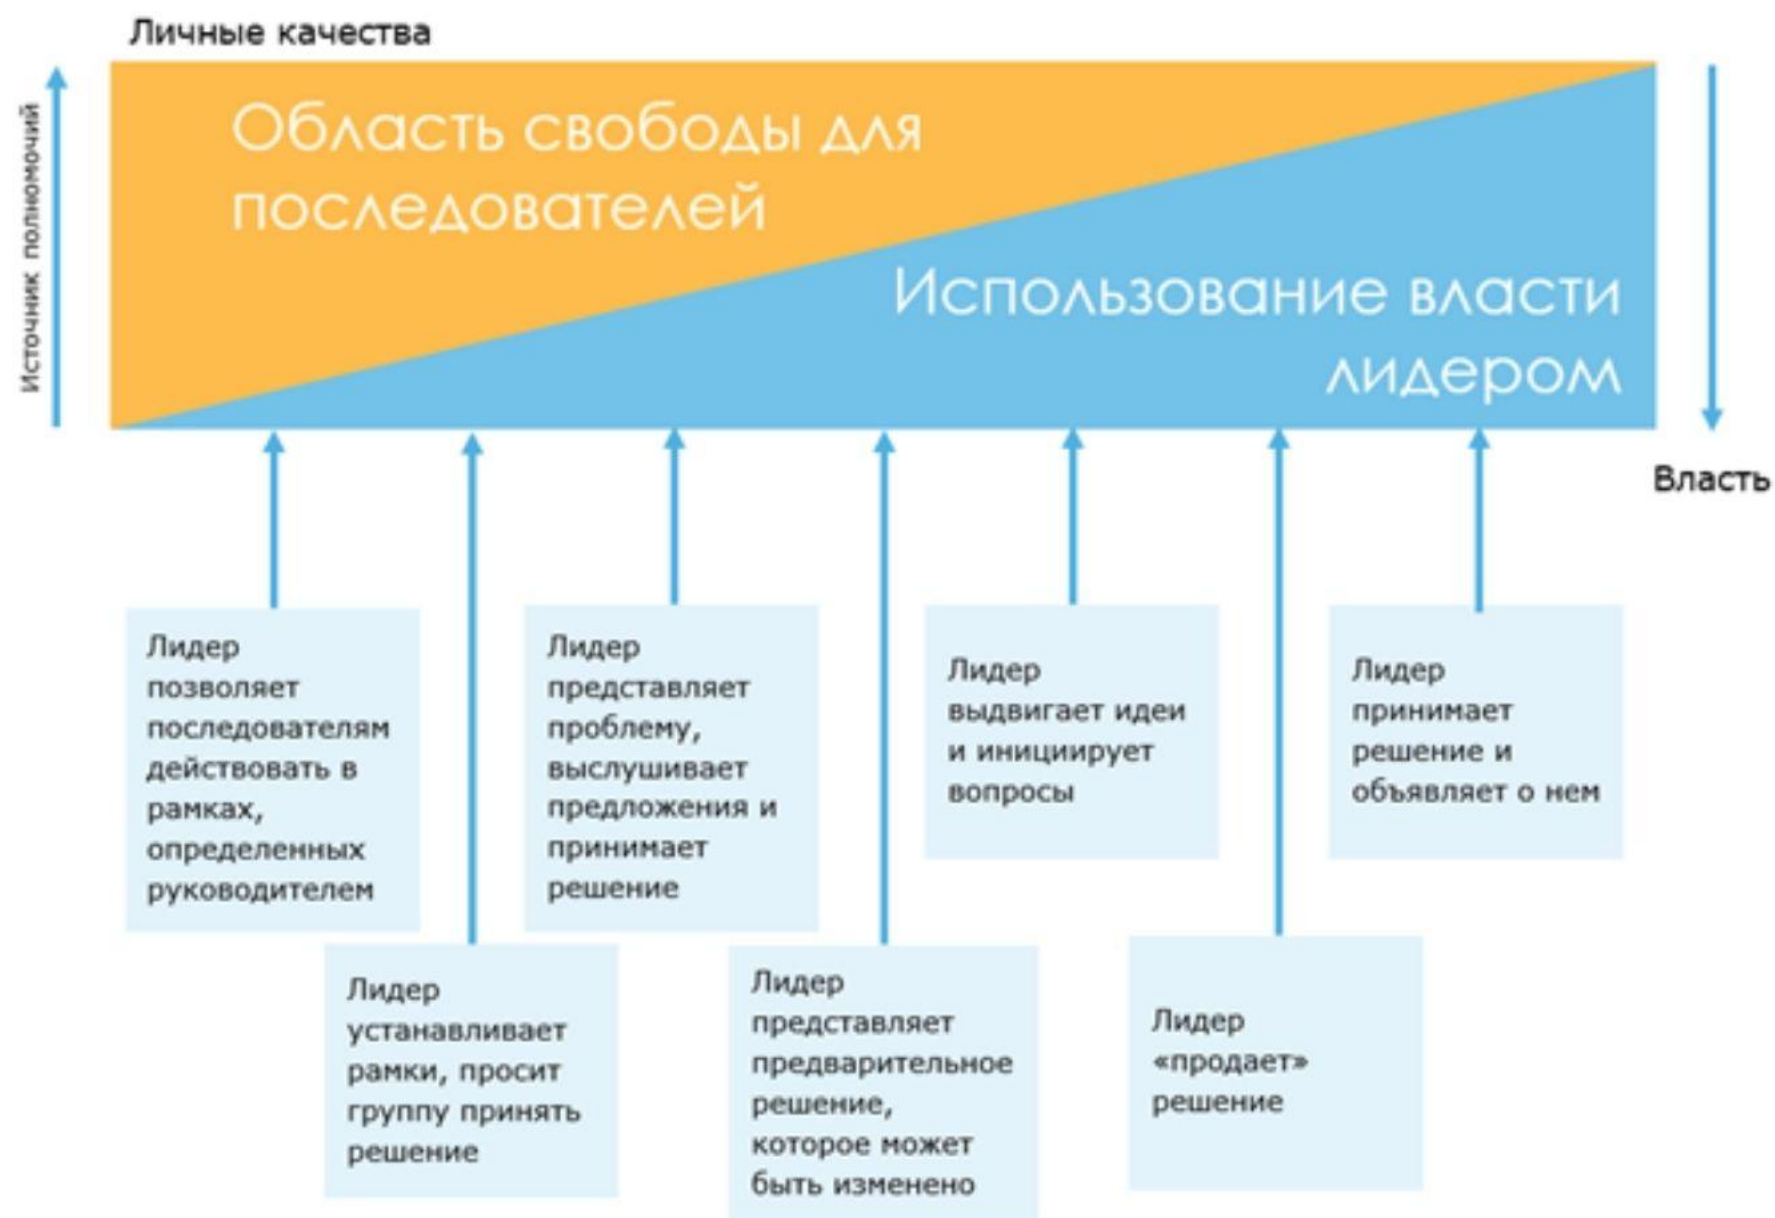 Личные качества
Источник полномочий
Область свободы для
последователей
Использование власти
лидером
Власть
Лидер
позволяет
последователям
действовать в
рамках,
определенных
руководителем
Лидер
устанавливает
рамки, просит
группу принять
решение
Лидер
представляет
проблему,
выслушивает
предложения и
принимает
решение
Лидер
представляет
предварительное
решение,
которое может
быть изменено
Лидер
выдвигает идеи
и инициирует
вопросы
Лидер
«продает»
решение
Лидер
принимает
решение и
объявляет о нем